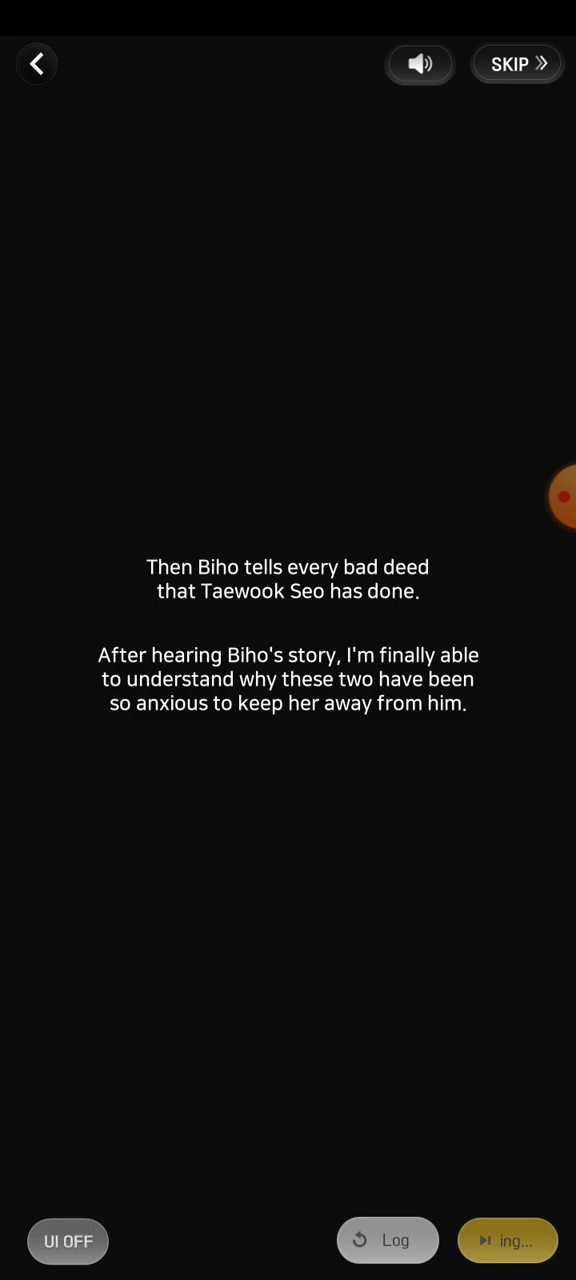 SKIP
Then Biho tells every bad deed
that Taewook Seo has done.
After hearing Biho's story, I'm finally able
to understand why these two have been
so anxious to keep her away from him.
UI OFF
Log
ing...